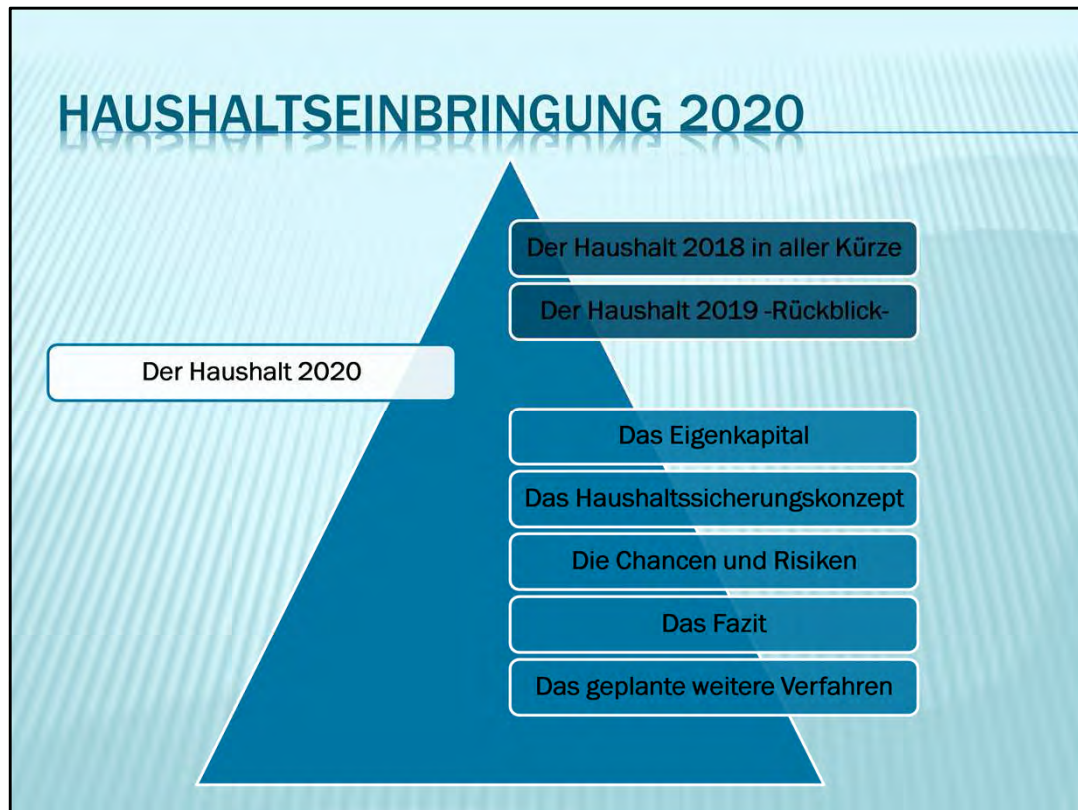 HAUSHALTSEINBRINGUNG 2020
Der Haushalt 2018 in aller Kürze
Der Haushalt 2019 -Rückblick-
Der Haushalt 2020
Das Eigenkapital
Das Haushaltssicherungskonzept
Die Chancen und Risiken
Das Fazit
Das geplante weitere Verfahren